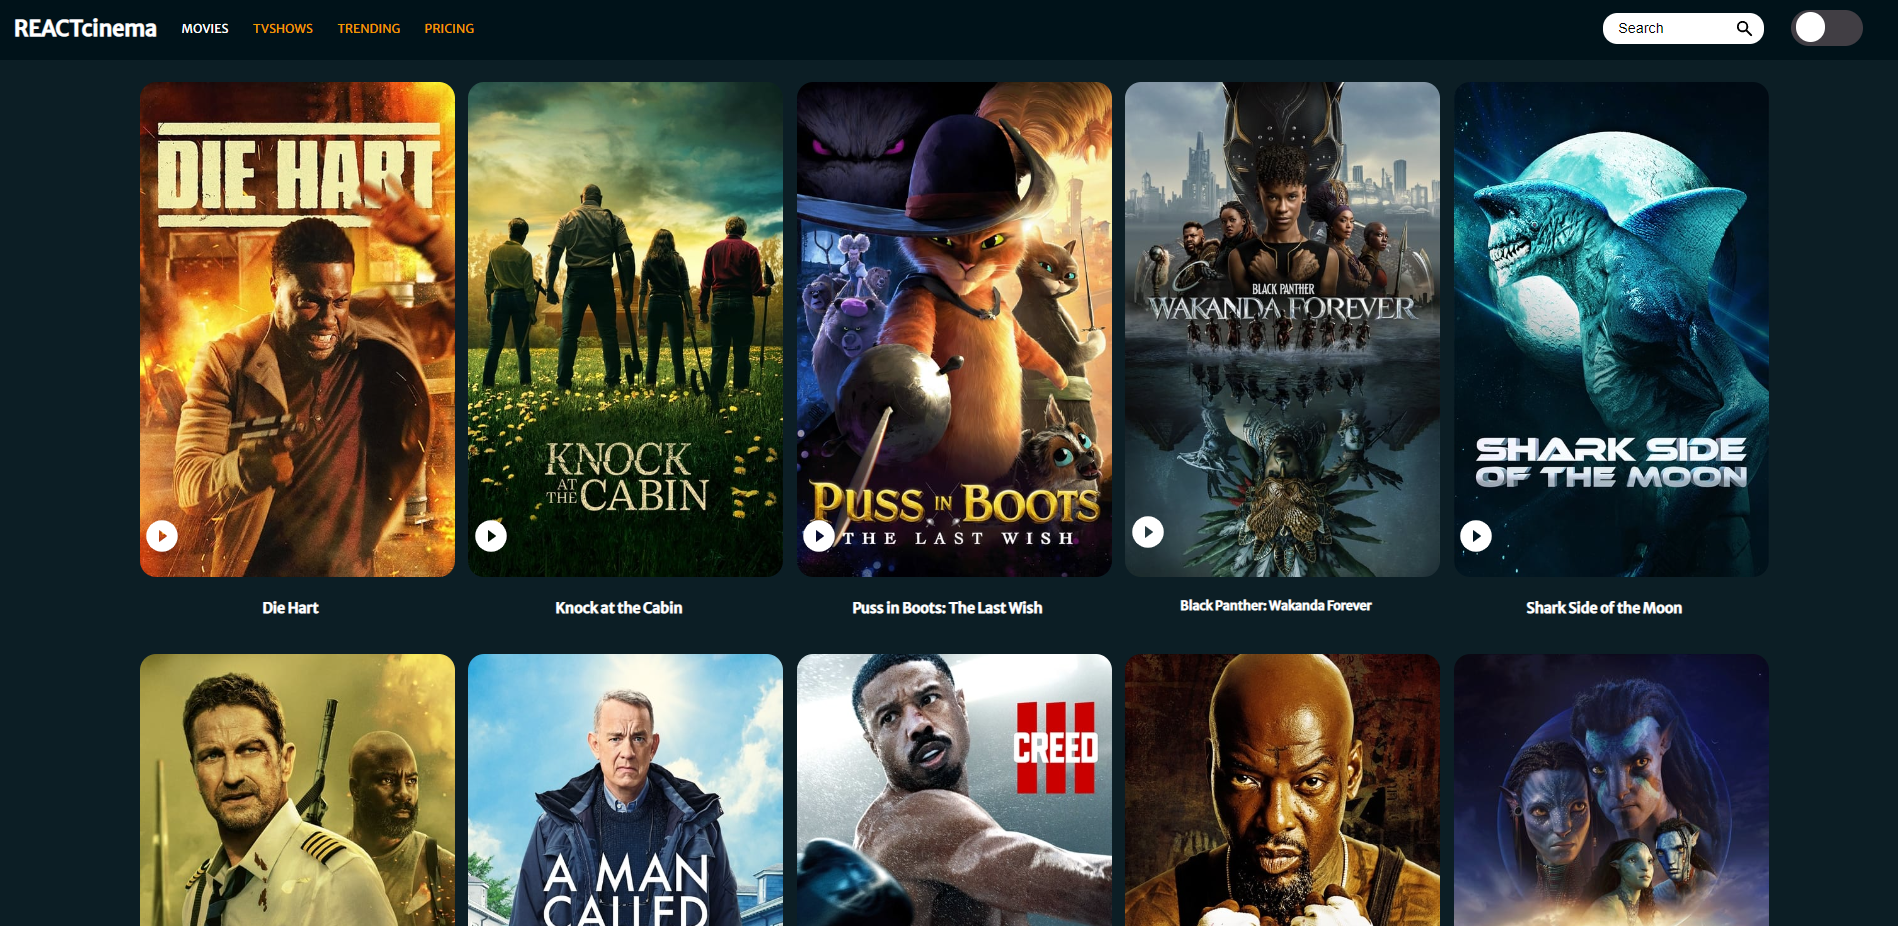 REACTcinema
MOVIES
TVSHOWS
TRENDING
PRICING
Search
DIE HART
KNOCK
AT
THE CABIN
PUSS IN BOOTS
THE LAST WISH
BLACK PANTHER
WAKANDA FOREVER
SHARK SIDE
OF THE MOON
Die Hart
Knock at the Cabin
Puss in Boots: The Last Wish
Black Panther: Wakanda Forever
Shark Side of the Moon
A MAN
CALLED
III
CREED